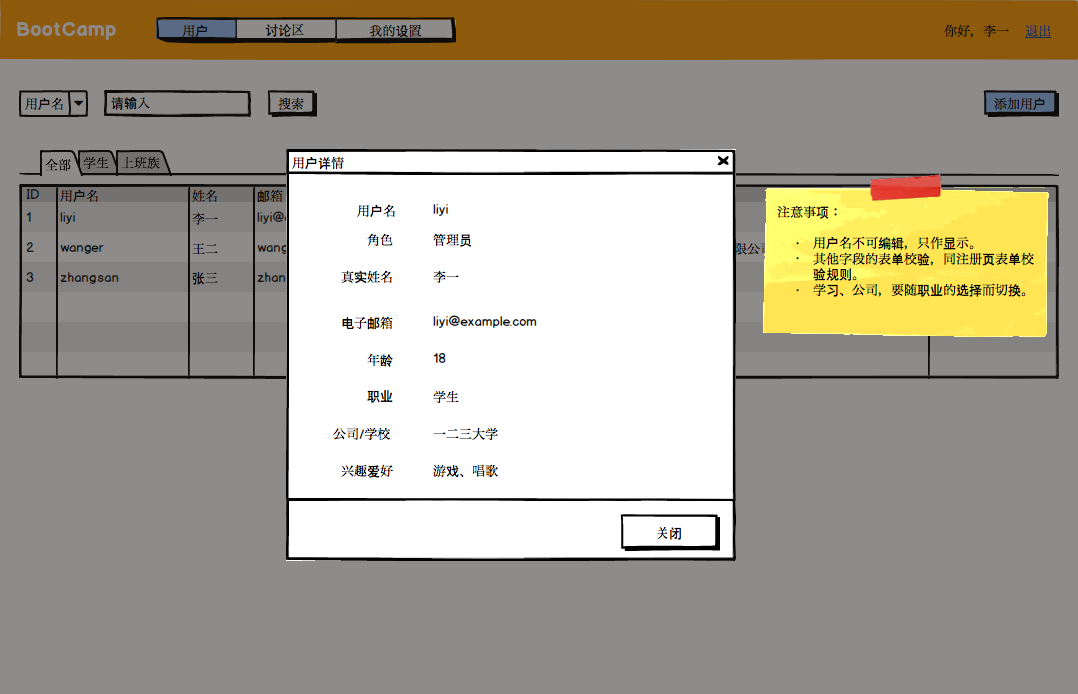 BootCamp 用户 讨论区 我的设置 你好，李一 退出
用户名 请输入 搜索 添加用户
全部 学生 上班族
ID 用户名 姓名 邮箱
1 liyi 李一 liyi@
2 wanger 王二 wang 限公司
3 zhangsan 张三 zhan
用户详情
用户名 liyi
角色 管理员
真实姓名 李一
电子邮箱 liyi@example.com
年龄 18
职业 学生
公司/学校 一二三大学
兴趣爱好 游戏、唱歌
关闭
注意事项：
· 用户名不可编辑，只作显示。
· 其他字段的表单校验，同注册页表单校
验规则。
· 学习、公司，要随职业的选择而切换。